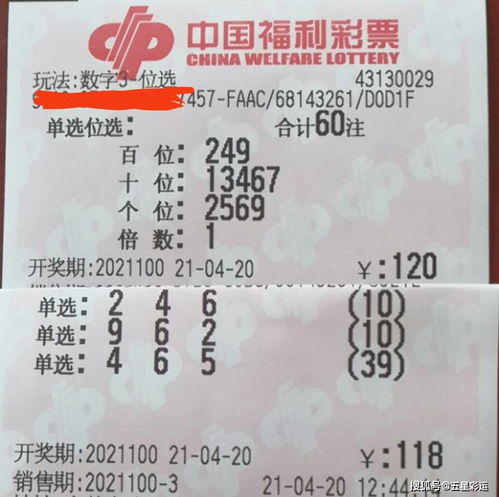 中国福利彩票
CHINA WELFARE LOTTERY
玩法:数字3-位选 43130029
457-FAAC/68143261/D0D1F
单选位选: 合计60注
百 位: 249
十 位: 13467
个 位: 2569
倍 数: 1
开奖期:2021100 21-04-20 ¥:120
单选: 2 4 6 (10)
单选: 9 6 2 (10)
单选: 4 6 5 (39)
开奖期:2021100 21-04-20 ¥:118
销售期:2021100-3 21-04-20 12:44
搜狐号@五星彩运